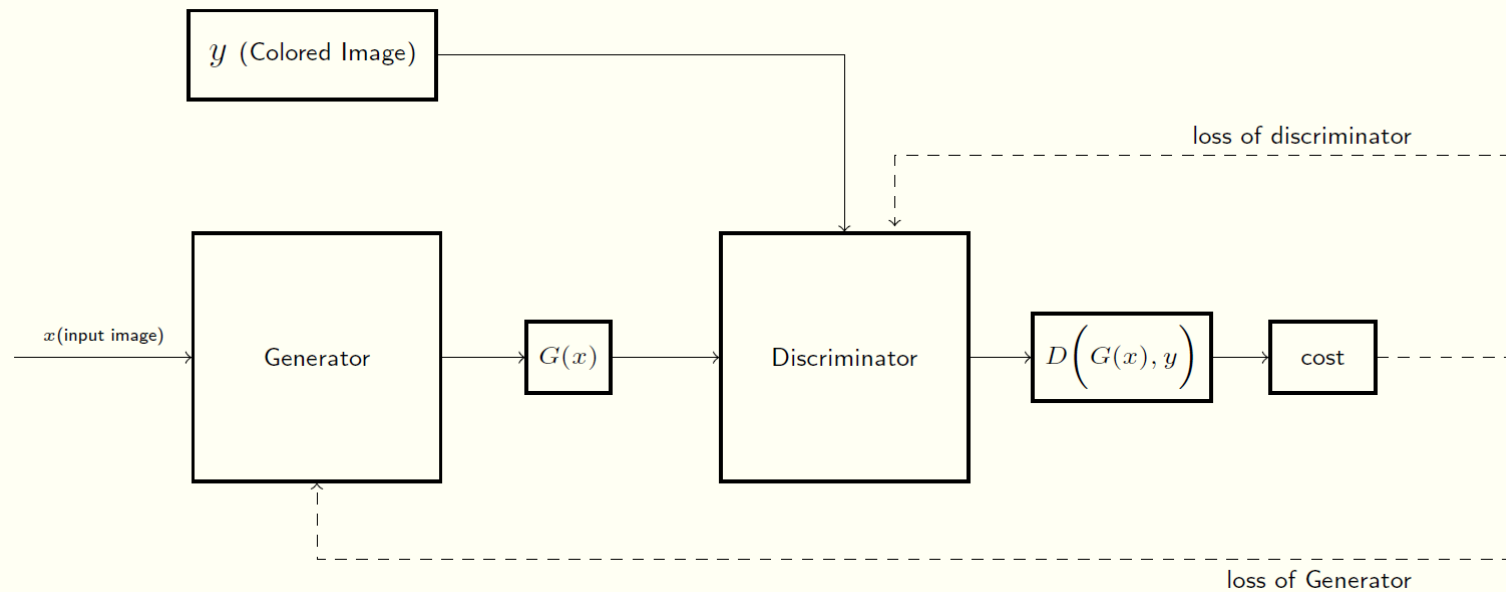 y (Colored Image)
loss of discriminator
x(input image)
Generator
G(x)
Discriminator
D(G(x), y)
cost
loss of Generator